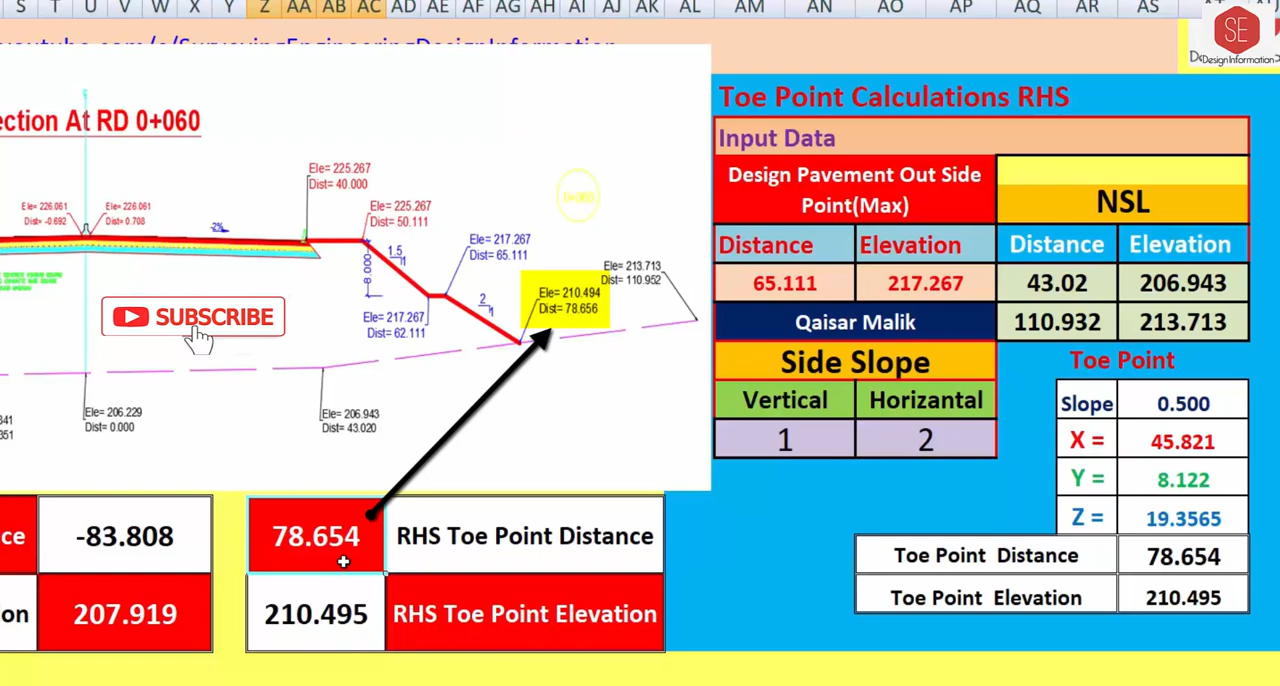 S T U V W X Y Z AA AB AC AD AE AF AG AH AI AJ AK AL AM AN AO AP AQ AR AS
youtube.com/c/SurveyingEngineeringDesignInformation
SE
Design Information
ection At RD 0+060
Ele= 225.267
Dist= 40.000
0+060
Ele= 226.061
Dist= -0.692
Ele= 226.061
Dist= 0.708
-2%
Ele= 225.267
Dist= 50.111
1.5
1
8.000
Ele= 217.267
Dist= 65.111
Ele= 213.713
Dist= 110.952
Ele= 210.494
Dist= 78.656
2
1
Ele= 217.267
Dist= 62.111
SUBSCRIBE
341
351
Ele= 206.229
Dist= 0.000
Ele= 206.943
Dist= 43.020
ce
-83.808
78.654
RHS Toe Point Distance
on
207.919
210.495
RHS Toe Point Elevation
Toe Point Calculations RHS
Input Data
Design Pavement Out Side
Point(Max)
NSL
Distance Elevation Distance Elevation
65.111 217.267 43.02 206.943
Qaisar Malik 110.932 213.713
Side Slope
Vertical Horizantal
1 2
Toe Point
Slope 0.500
X = 45.821
Y = 8.122
Z = 19.3565
Toe Point Distance 78.654
Toe Point Elevation 210.495